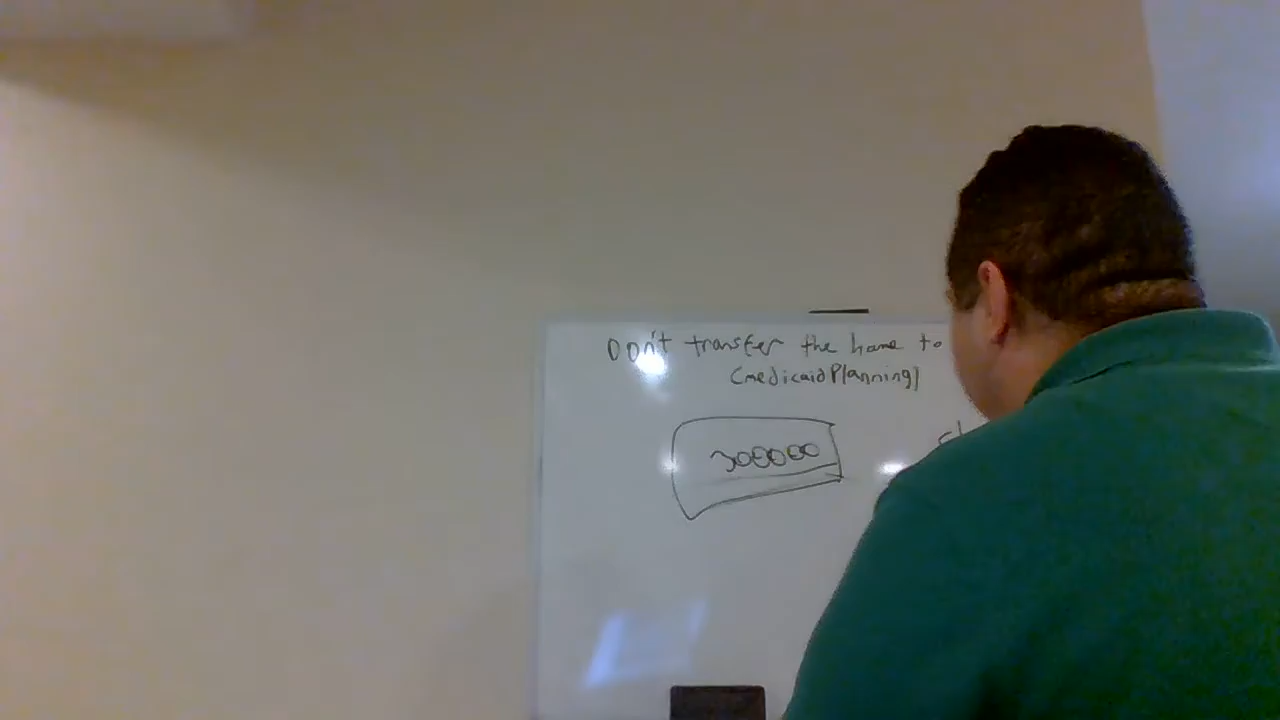 Don't transfer the home to
(medicaid Planning)
300000